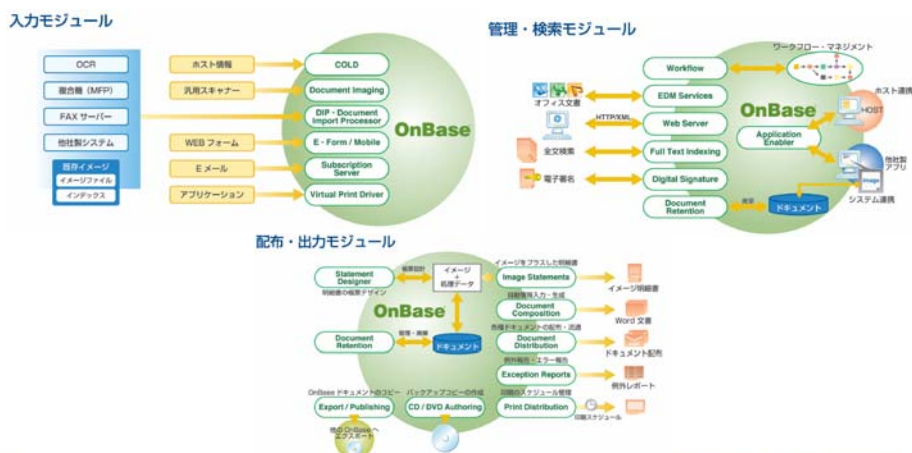 入力モジュール
OCR
複合機（MFP）
FAX サーバー
他社製システム
既存イメージ
イメージファイル
インデックス
ホスト情報
汎用スキャナー
WEB フォーム
E メール
アプリケーション
COLD
Document Imaging
DIP・Document
Import Processor
E・Form / Mobile
Subscription
Server
Virtual Print Driver
OnBase
管理・検索モジュール
ワークフロー・マネジメント
Workflow
EDM Services
オフィス文書
HTTP/XML
Web Server
全文検索
Full Text Indexing
電子署名
Digital Signature
Document
Retention
OnBase
Application
Enabler
ホスト連携
HOST
他社製
アプリ
Image
システム連携
ドキュメント
配布・出力モジュール
Statement
Designer
明細書の帳票デザイン
帳票設計
イメージ
+
処理データ
OnBase
Document
Retention
管理・廃棄
ドキュメント
イメージをプラスした明細書
Image Statements
イメージ明細書
Document
Composition
Word 文書
各種ドキュメントの配布・流通
Document
Distribution
ドキュメント配布
例外報告・エラー報告
Exception Reports
例外レポート
印刷のスケジュール管理
Print Distribution
印刷スケジュール
OnBase ドキュメントのコピー
Export / Publishing
他の OnBase へ
エクスポート
バックアップコピーの作成
CD / DVD Authoring